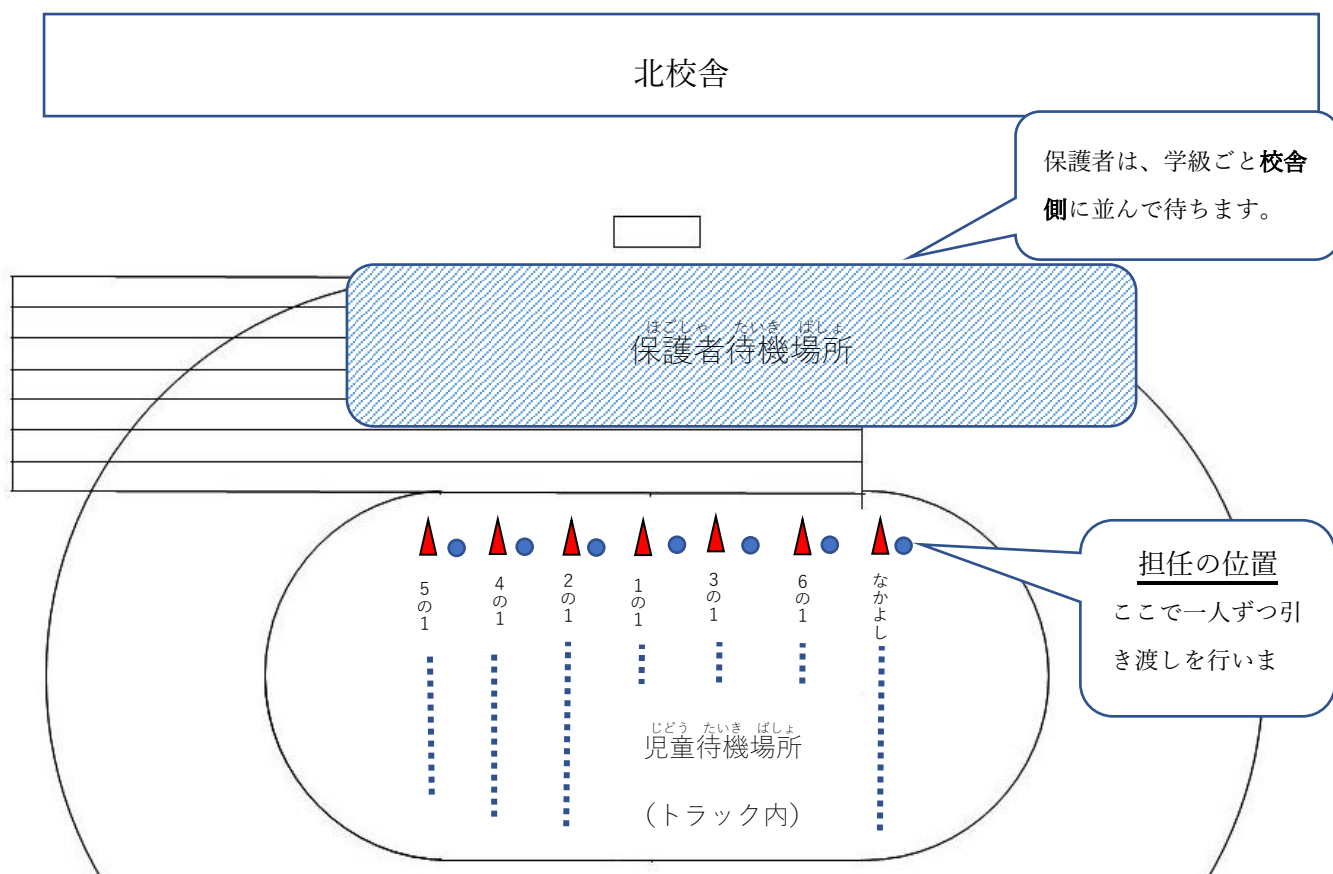 北校舎
保護者は、学級ごと校舎
側に並んで待ちます。
ほごしゃ たいき ばしょ
保護者待機場所
5の1
4の1
2の1
1の1
3の1
6の1
なかよし
担任の位置
ここで一人ずつ引
き渡しを行いま
じどう たいき ばしょ
児童待機場所
(トラック内)